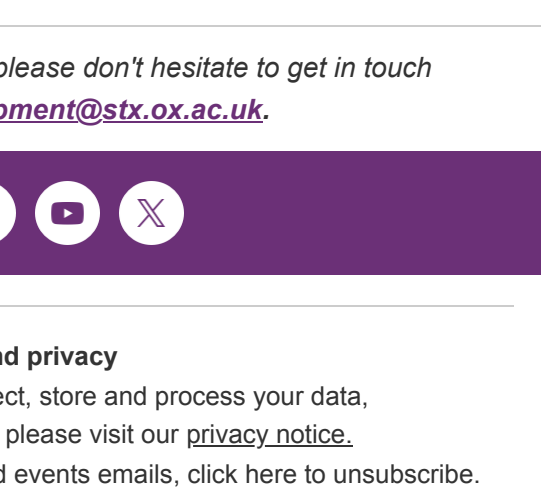 please don't hesitate to get in touch
pment@stx.ox.ac.uk.
nd privacy
ect, store and process your data,
please visit our privacy notice.
d events emails, click here to unsubscribe.